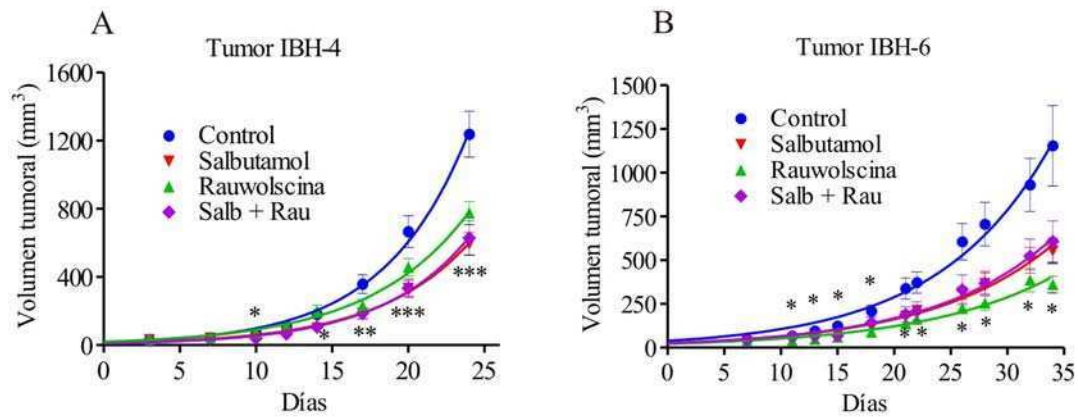 A
Tumor IBH-4
Volumen tumoral (mm³)
1600
1200
800
400
0
Control
Salbutamol
Rauwolscina
Salb + Rau
*
*
**
***
***
0 5 10 15 20 25
Días
B
Tumor IBH-6
Volumen tumoral (mm³)
1500
1250
1000
750
500
250
0
Control
Salbutamol
Rauwolscina
Salb + Rau
* * * *
* * * * * *
0 5 10 15 20 25 30 35
Días